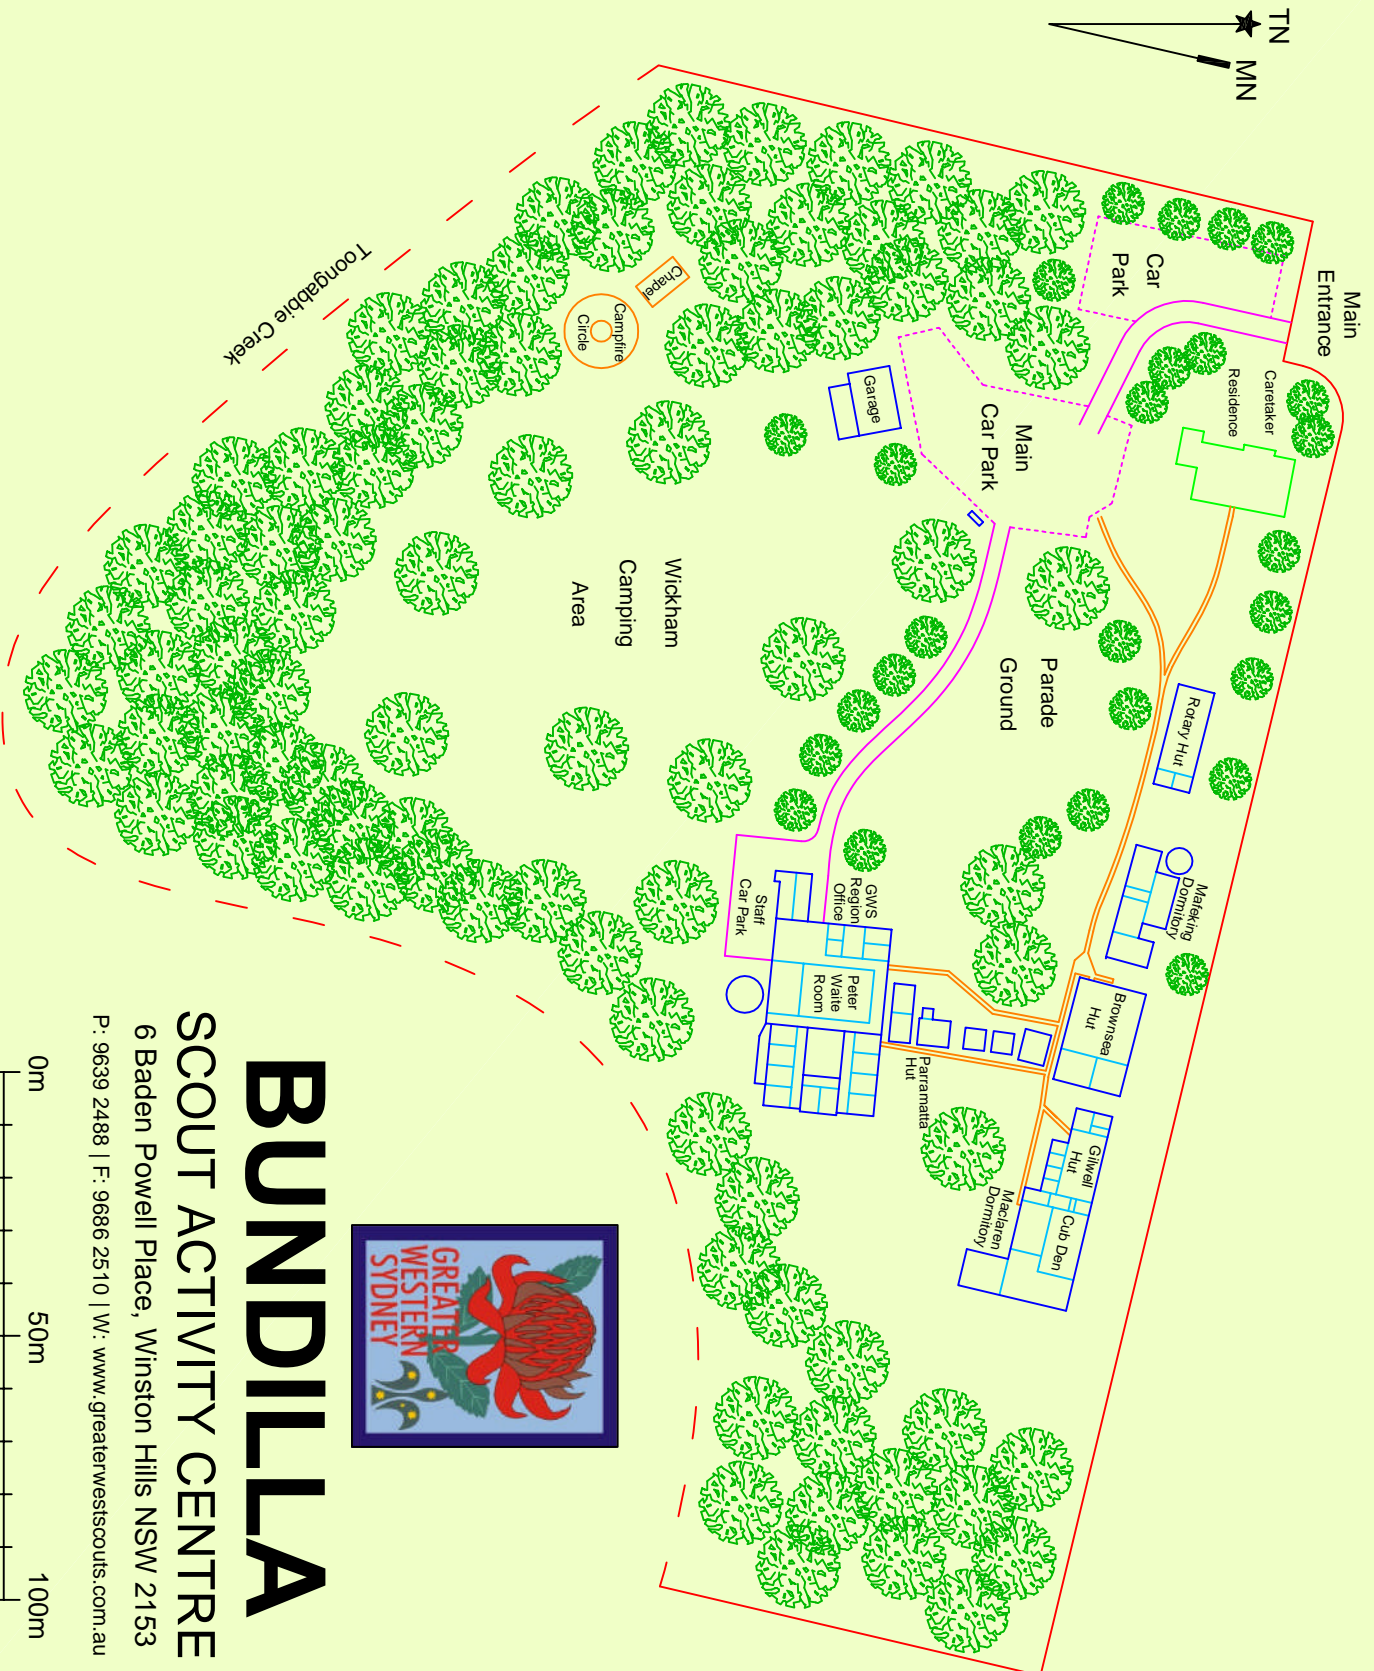 TN
MN
Main
Entrance
Car
Park
Caretaker
Residence
Main
Car Park
Garage
Chapel
Campfire
Circle
Toongabbie Creek
Wickham
Camping
Area
Parade
Ground
Rotary Hut
Mafeking
Dormitory
Brownsea
Hut
GWS
Region
Office
Staff
Car Park
Peter
Waite
Room
Parramatta
Hut
Gilwell
Hut
Cub Den
Maclaren
Dormitory
GREATER
WESTERN
SYDNEY
BUNDILLA
SCOUT ACTIVITY CENTRE
6 Baden Powell Place, Winston Hills NSW 2153
P: 9639 2488 | F: 9686 2510 | W: www.greaterwestscouts.com.au
0m
50m
100m